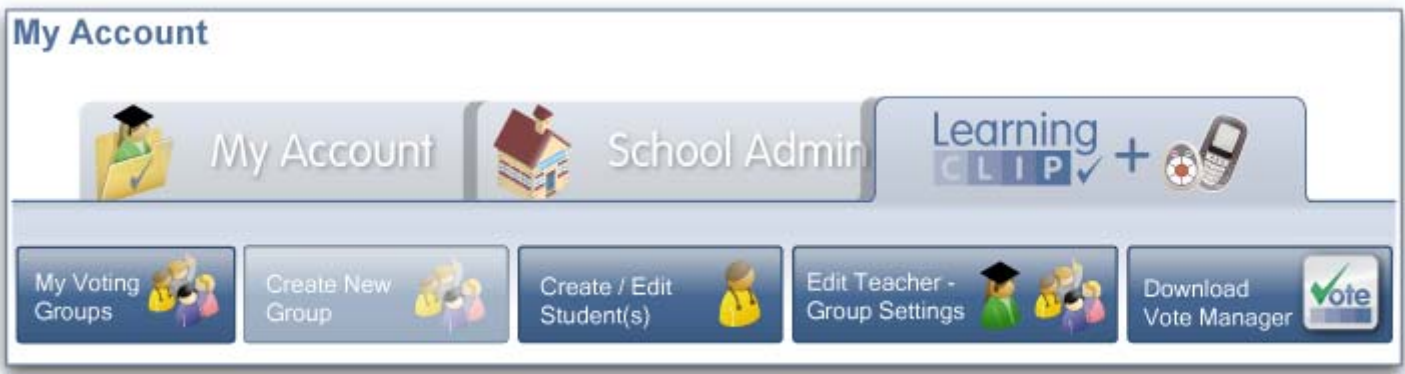 My Account
My Account
School Admin
Learning
CLIP +
My Voting
Groups
Create New
Group
Create / Edit
Student(s)
Edit Teacher -
Group Settings
Download
Vote Manager
Vote